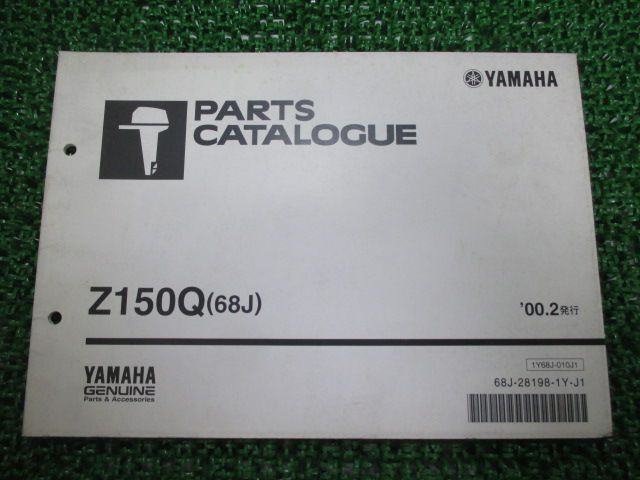 YAMAHA
PARTS
CATALOGUE
Z150Q(68J)
'00.2発行
YAMAHA
GENUINE
Parts & Accessories
1Y68J-010J1
68J-28198-1Y-J1